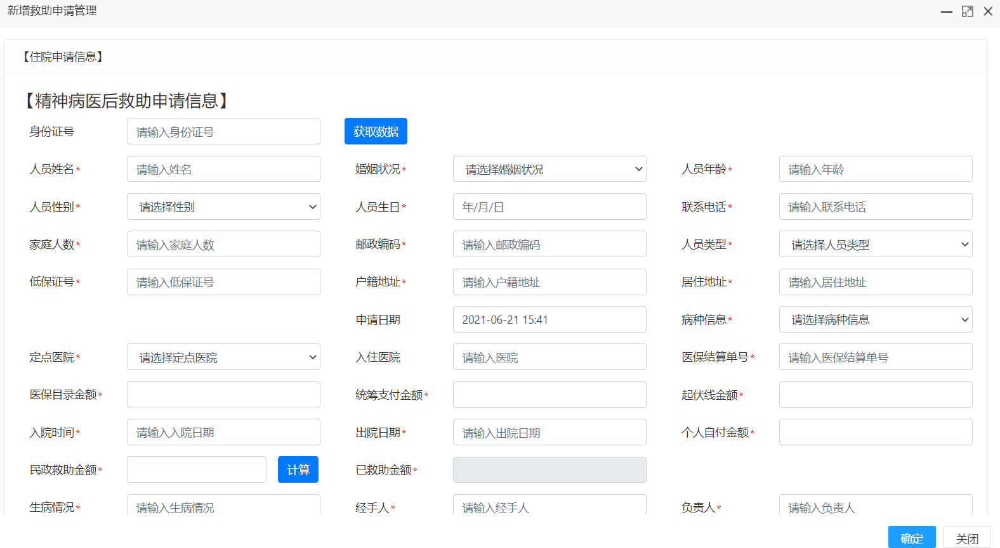 新增救助申请管理
【住院申请信息】
【精神病医后救助申请信息】
身份证号 请输入身份证号 获取数据
人员姓名* 请输入姓名 婚姻状况* 请选择婚姻状况 人员年龄* 请输入年龄
人员性别* 请选择性别 人员生日* 年/月/日 联系电话* 请输入联系电话
家庭人数* 请输入家庭人数 邮政编码* 请输入邮政编码 人员类型* 请选择人员类型
低保证号* 请输入低保证号 户籍地址* 请输入户籍地址 居住地址* 请输入居住地址
申请日期 2021-06-21 15:41 病种信息* 请选择病种信息
定点医院* 请选择定点医院 入住医院 请输入医院 医保结算单号* 请输入医保结算单号
医保目录金额* 统筹支付金额* 起伏线金额*
入院时间* 请输入入院日期 出院日期* 请输入出院日期 个人自付金额*
民政救助金额* 计算 已救助金额*
生病情况* 请输入生病情况 经手人* 请输入经手人 负责人* 请输入负责人
确定 关闭